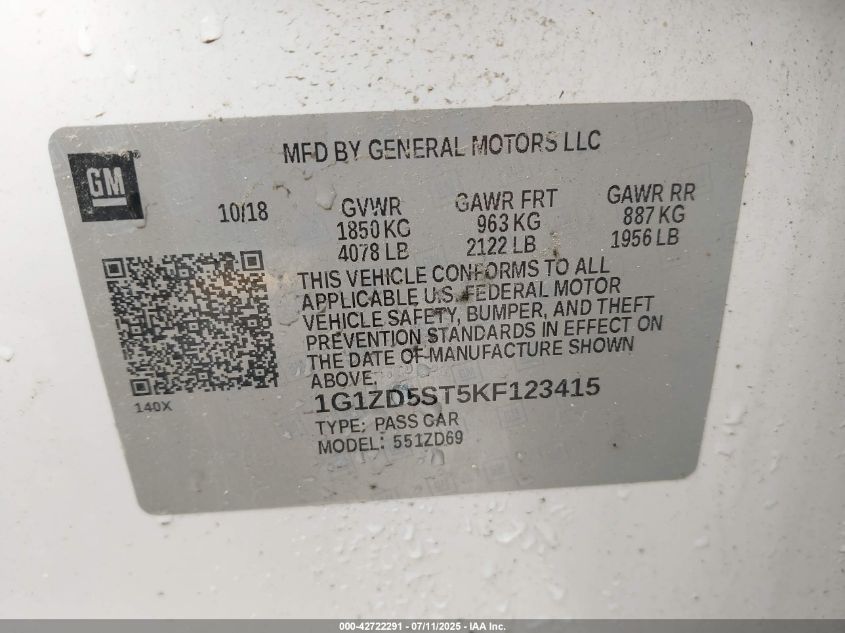 MFD BY GENERAL MOTORS LLC
GM
10/18
GVWR GAWR FRT GAWR RR
1850 KG 963 KG 887 KG
4078 LB 2122 LB 1956 LB
THIS VEHICLE CONFORMS TO ALL
APPLICABLE U.S. FEDERAL MOTOR
VEHICLE SAFETY, BUMPER, AND THEFT
PREVENTION STANDARDS IN EFFECT ON
THE DATE OF MANUFACTURE SHOWN
ABOVE.
140X
1G1ZD5ST5KF123415
TYPE: PASS CAR
MODEL: 551ZD69
000-42722291 - 07/11/2025 - IAA Inc.